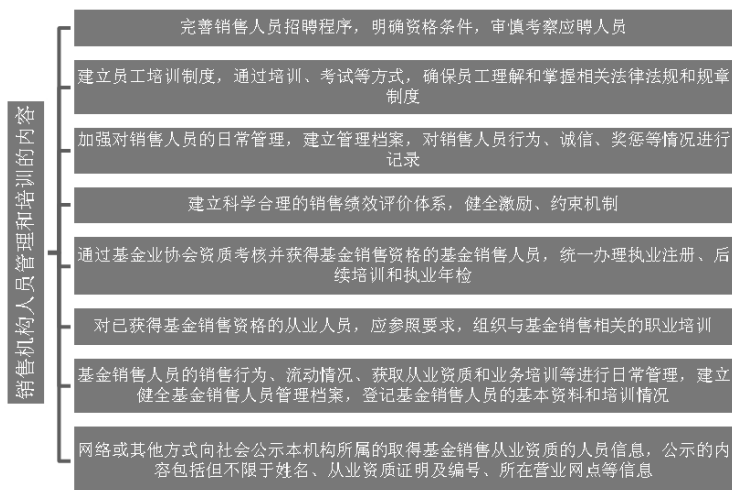 销售机构人员管理和培训的内容
完善销售人员招聘程序，明确资格条件，审慎考察应聘人员
建立员工培训制度，通过培训、考试等方式，确保员工理解和掌握相关法律法规和规章
制度
加强对销售人员的日常管理，建立管理档案，对销售人员行为、诚信、奖惩等情况进行
记录
建立科学合理的销售绩效评价体系，健全激励、约束机制
通过基金业协会资质考核并获得基金销售资格的基金销售人员，统一办理执业注册、后
续培训和执业年检
对已获得基金销售资格的从业人员，应参照要求，组织与基金销售相关的职业培训
基金销售人员的销售行为、流动情况、获取从业资质和业务培训等进行日常管理，建立
健全基金销售人员管理档案，登记基金销售人员的基本资料和培训情况
网络或其他方式向社会公示本机构所属的取得基金销售从业资质的人员信息，公示的内
容包括但不限于姓名、从业资质证明及编号、所在营业网点等信息